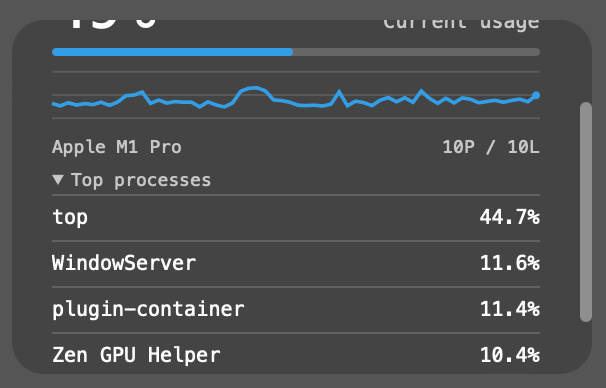 Current usage
Apple M1 Pro 10P / 10L
▼ Top processes
top 44.7%
WindowServer 11.6%
plugin-container 11.4%
Zen GPU Helper 10.4%